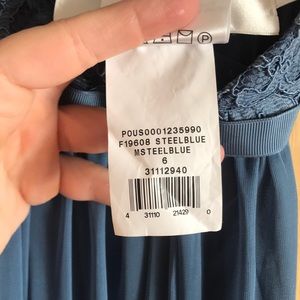 P
POUS0001235990
F19608 STEELBLUE
MSTEELBLUE
6
31112940
4 31110 21429 0